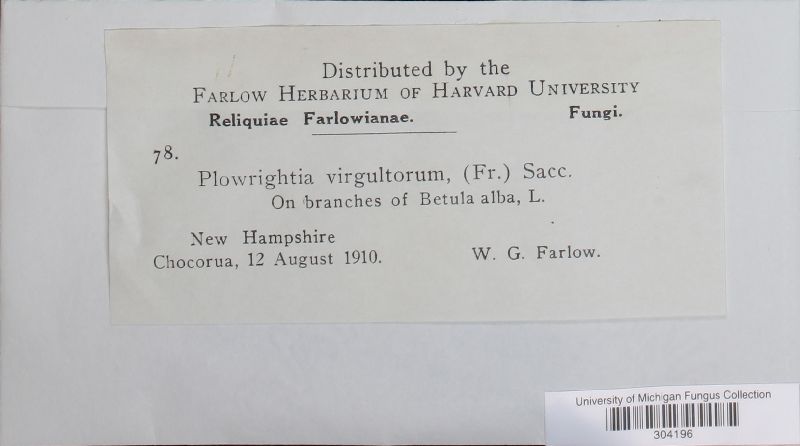 Distributed by the
FARLOW HERBARIUM OF HARVARD UNIVERSITY
Reliquiae Farlowianae. Fungi.
78.
Plowrightia virgultorum, (Fr.) Sacc.
On branches of Betula alba, L.
New Hampshire
Chocorua, 12 August 1910. W. G. Farlow.
University of Michigan Fungus Collection
304196